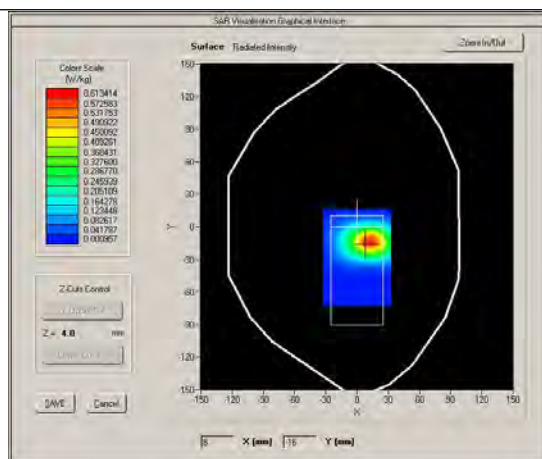 SAR Visualisation Graphical Interface
Surface Radiated Intensity
Zoom In/Out
Colors Scale
(W/kg)
0.613414
0.572583
0.531753
0.490922
0.450092
0.409261
0.368431
0.327600
0.286770
0.245939
0.205109
0.164278
0.123448
0.082617
0.041787
0.000957
150
120
90
60
30
Y
0
-30
-60
-90
-120
-150
-150 -120 -90 -60 -30 0 30 60 90 120 150
X
Z-Cuts Control
Z = 4.0 mm
SAVE Cancel
8 X (mm) -16 Y (mm)